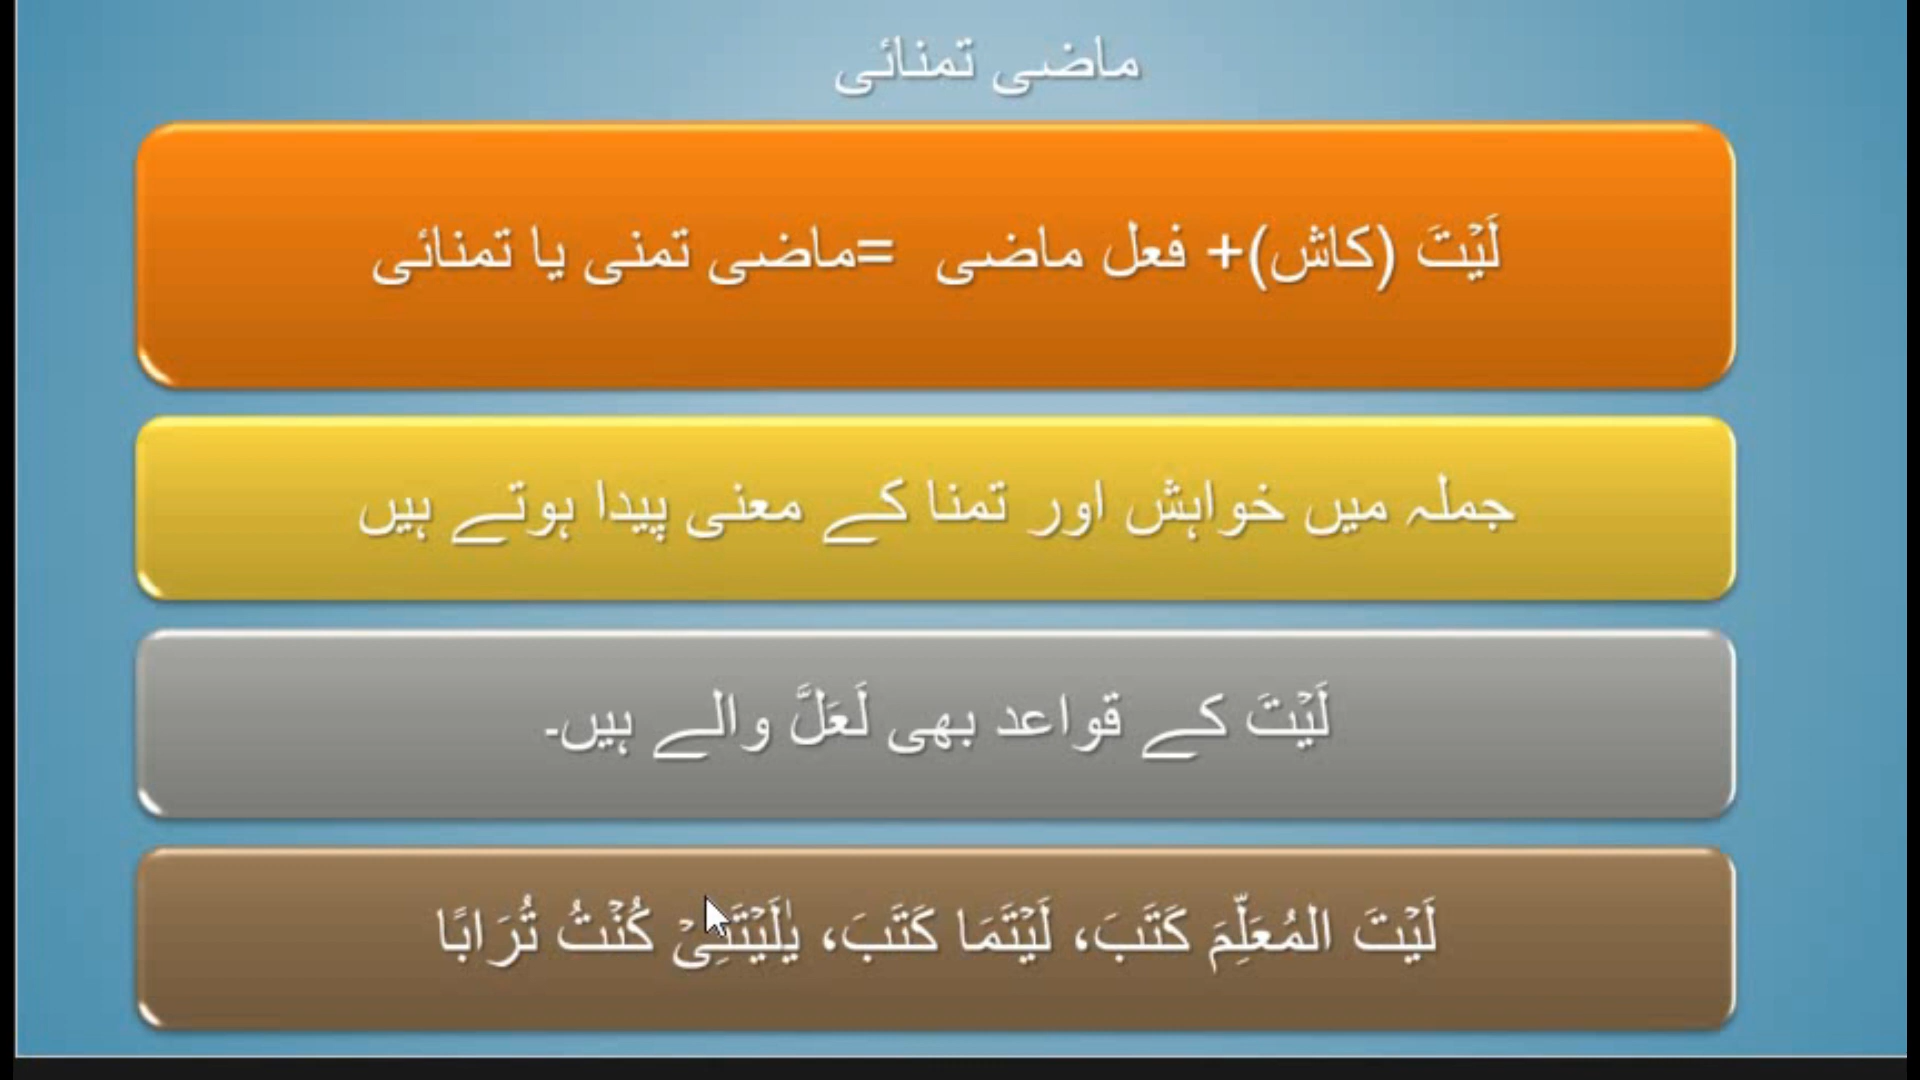 ماضی تمنائی
لَیْتَ (کاش)+ فعل ماضی =ماضی تمنی یا تمنائی
جملہ میں خواہش اور تمنا کے معنی پیدا ہوتے ہیں
لَیْتَ کے قواعد بھی لَعَلَّ والے ہیں۔
لَیْتَ المُعَلِّمَ کَتَبَ، لَیْتَمَا کَتَبَ، یٰلَیْتَنِیْ کُنْتُ تُرَابًا